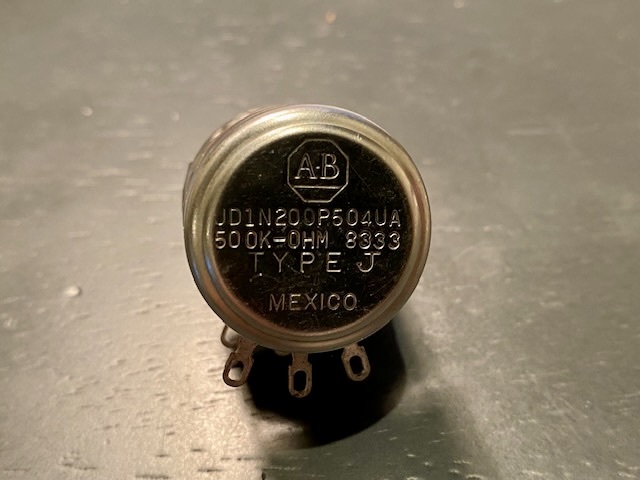 A·B
JD1N200P504UA
500K-OHM 8333
TYPE J
MEXICO